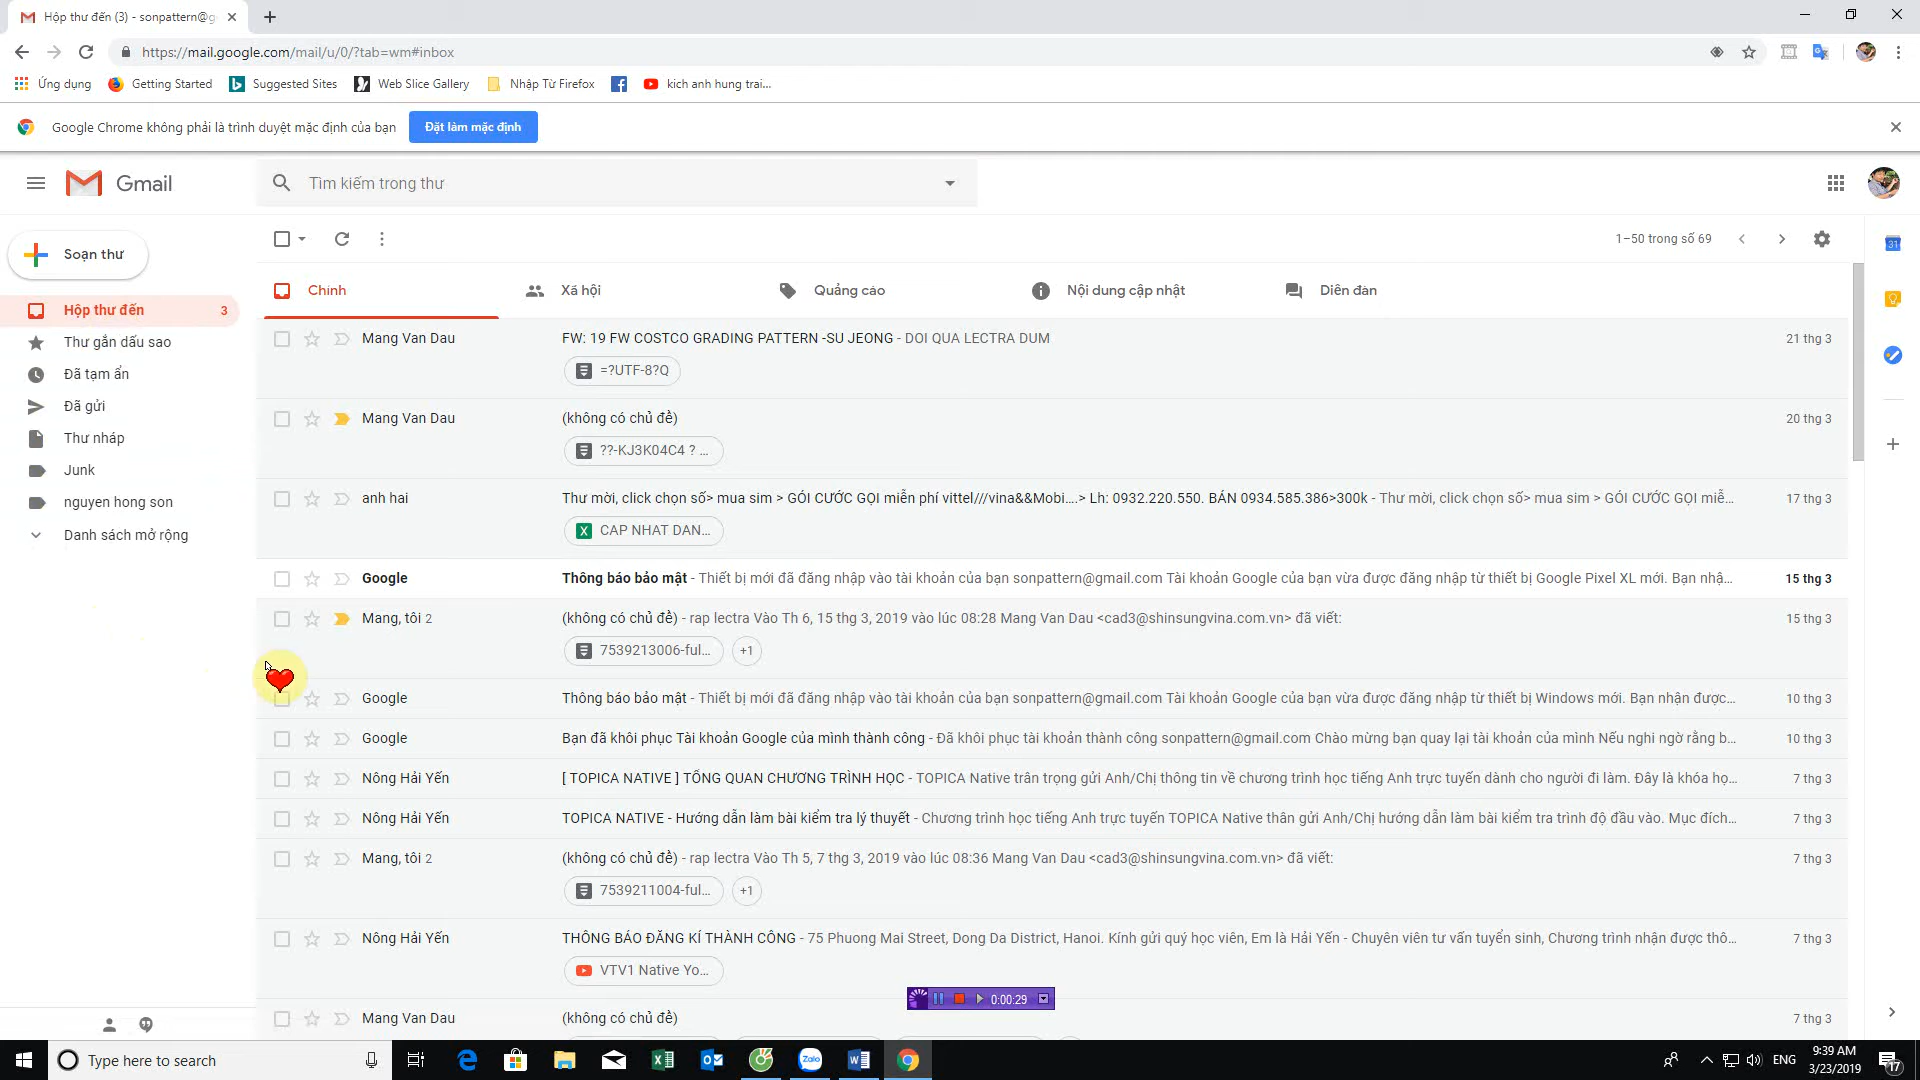 Hộp thư đến (3) - sonpattern@g
https://mail.google.com/mail/u/0/?tab=wm#inbox
Ứng dụng Getting Started Suggested Sites Web Slice Gallery Nhập Từ Firefox kich anh hung trai...
Google Chrome không phải là trình duyệt mặc định của bạn Đặt làm mặc định
Gmail Tìm kiếm trong thư
Soạn thư
1–50 trong số 69
31
Chính Xã hội Quảng cáo Nội dung cập nhật Diễn đàn
Hộp thư đến 3
Thư gắn dấu sao
Đã tạm ẩn
Đã gửi
Thư nháp
Junk
nguyen hong son
Danh sách mở rộng
Mang Van Dau FW: 19 FW COSTCO GRADING PATTERN -SU JEONG - DOI QUA LECTRA DUM 21 thg 3
=?UTF-8?Q
Mang Van Dau (không có chủ đề) 20 thg 3
??-KJ3K04C4 ? ...
anh hai Thư mời, click chọn số> mua sim > GÓI CƯỚC GỌI miễn phí vittel///vina&&Mobi....> Lh: 0932.220.550. BÁN 0934.585.386>300k - Thư mời, click chọn số> mua sim > GÓI CƯỚC GỌI miễ... 17 thg 3
CAP NHAT DAN...
Google Thông báo bảo mật - Thiết bị mới đã đăng nhập vào tài khoản của bạn sonpattern@gmail.com Tài khoản Google của bạn vừa được đăng nhập từ thiết bị Google Pixel XL mới. Bạn nhậ... 15 thg 3
Mang, tôi 2 (không có chủ đề) - rap lectra Vào Th 6, 15 thg 3, 2019 vào lúc 08:28 Mang Van Dau <cad3@shinsungvina.com.vn> đã viết: 15 thg 3
7539213006-ful... +1
Google Thông báo bảo mật - Thiết bị mới đã đăng nhập vào tài khoản của bạn sonpattern@gmail.com Tài khoản Google của bạn vừa được đăng nhập từ thiết bị Windows mới. Bạn nhận được... 10 thg 3
Google Bạn đã khôi phục Tài khoản Google của mình thành công - Đã khôi phục tài khoản thành công sonpattern@gmail.com Chào mừng bạn quay lại tài khoản của mình Nếu nghi ngờ rằng b... 10 thg 3
Nông Hải Yến [ TOPICA NATIVE ] TỔNG QUAN CHƯƠNG TRÌNH HỌC - TOPICA Native trân trọng gửi Anh/Chị thông tin về chương trình học tiếng Anh trực tuyến dành cho người đi làm. Đây là khóa họ... 7 thg 3
Nông Hải Yến TOPICA NATIVE - Hướng dẫn làm bài kiểm tra lý thuyết - Chương trình học tiếng Anh trực tuyến TOPICA Native thân gửi Anh/Chị hướng dẫn làm bài kiểm tra trình độ đầu vào. Mục đích... 7 thg 3
Mang, tôi 2 (không có chủ đề) - rap lectra Vào Th 5, 7 thg 3, 2019 vào lúc 08:36 Mang Van Dau <cad3@shinsungvina.com.vn> đã viết: 7 thg 3
7539211004-ful... +1
Nông Hải Yến THÔNG BÁO ĐĂNG KÍ THÀNH CÔNG - 75 Phuong Mai Street, Dong Da District, Hanoi. Kính gửi quý học viên, Em là Hải Yến - Chuyên viên tư vấn tuyển sinh, Chương trình nhận được thô... 7 thg 3
VTV1 Native Yo...
0:00:29
Mang Van Dau (không có chủ đề) 7 thg 3
Type here to search Zalo ENG 9:39 AM
3/23/2019 17